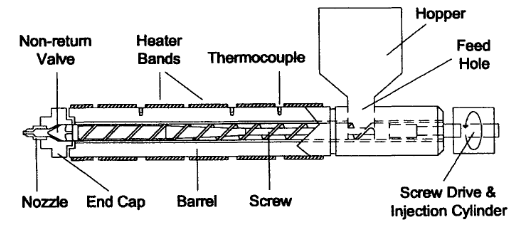 Hopper
Non-return
Valve
Heater
Bands
Thermocouple
Feed
Hole
Nozzle
End Cap
Barrel
Screw
Screw Drive &
Injection Cylinder